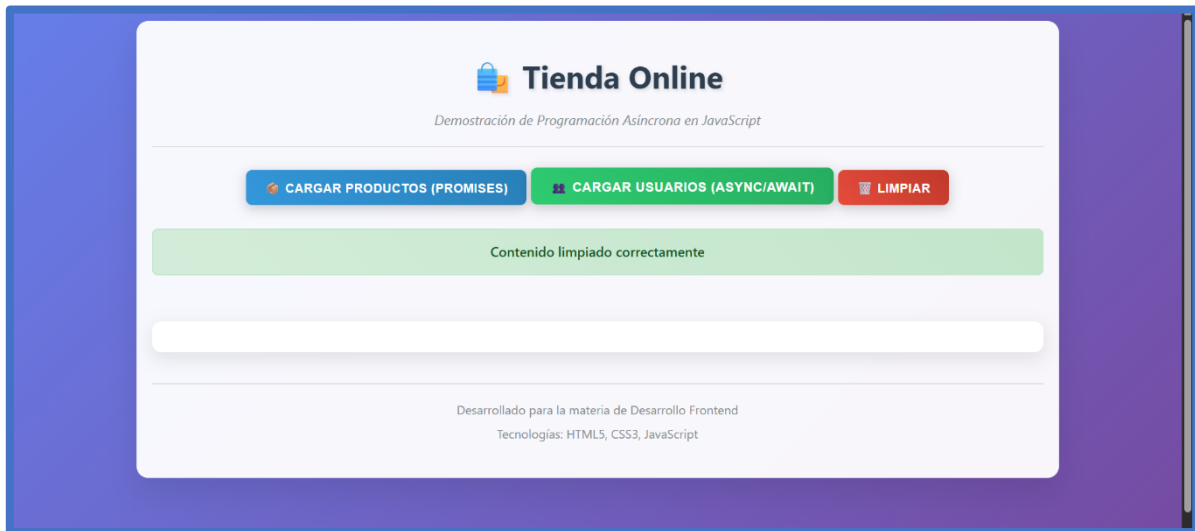 Tienda Online
Demostración de Programación Asíncrona en JavaScript
CARGAR PRODUCTOS (PROMISES) CARGAR USUARIOS (ASYNC/AWAIT) LIMPIAR
Contenido limpiado correctamente
Desarrollado para la materia de Desarrollo Frontend
Tecnologías: HTML5, CSS3, JavaScript